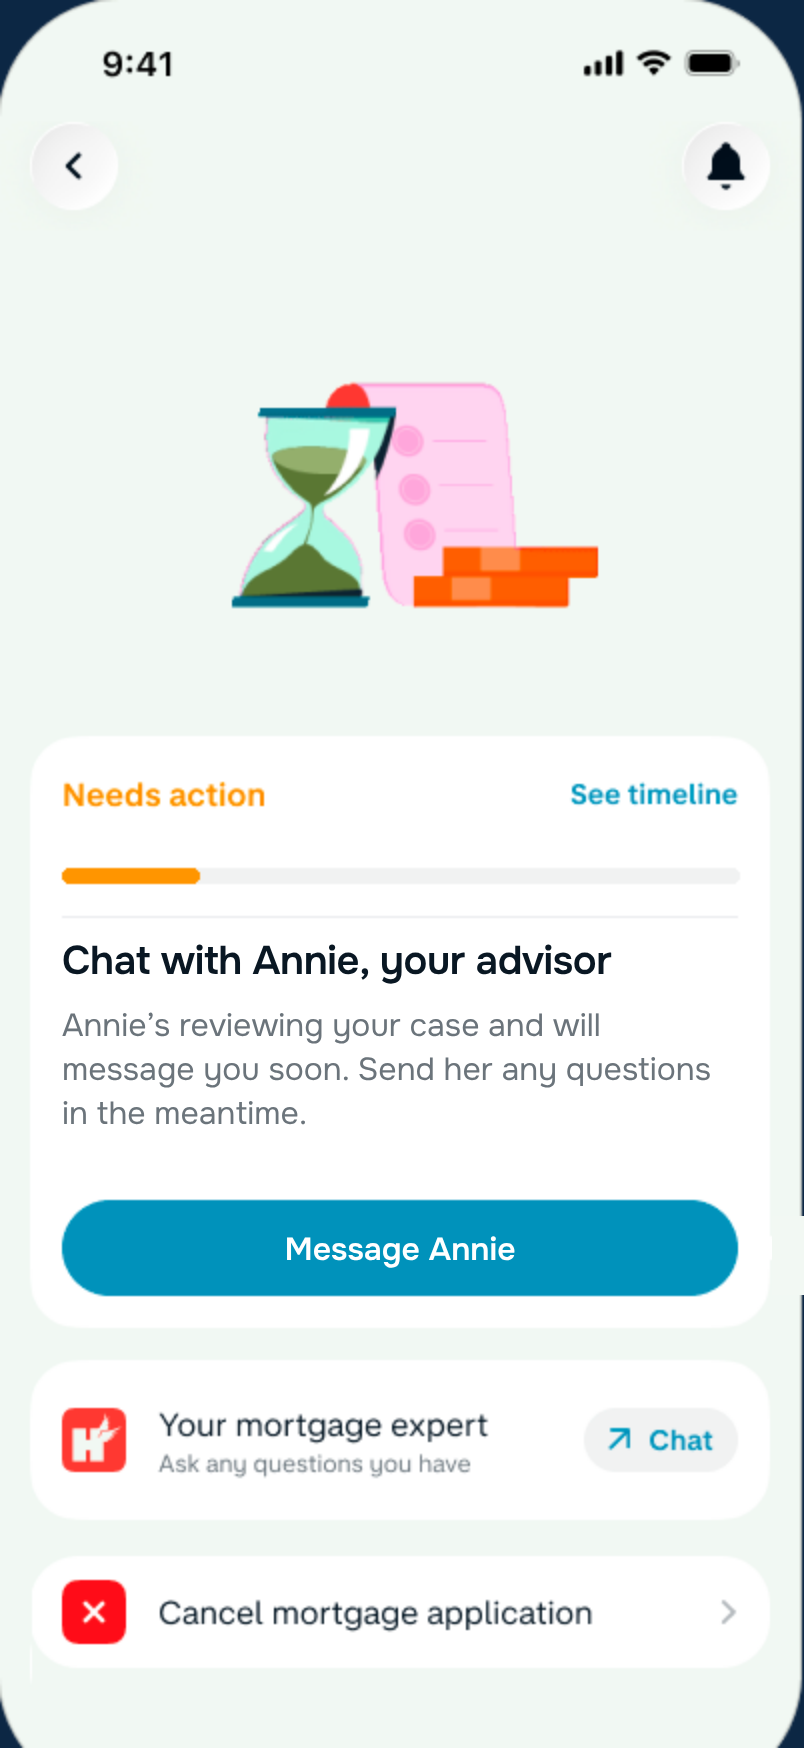 9:41
Needs action
See timeline
Chat with Annie, your advisor
Annie’s reviewing your case and will
message you soon. Send her any questions
in the meantime.
Message Annie
H
Your mortgage expert
Ask any questions you have
Chat
Cancel mortgage application